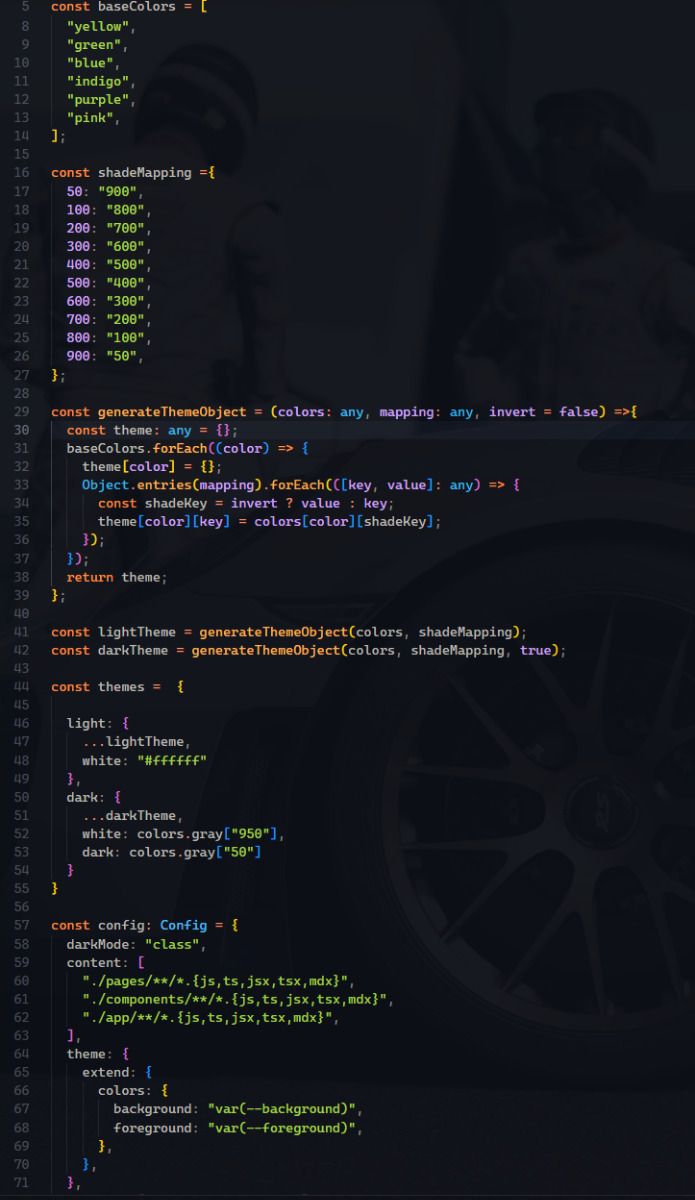 5 const baseColors = [
8 "yellow",
9 "green",
10 "blue",
11 "indigo",
12 "purple",
13 "pink",
14 ];
15
16 const shadeMapping ={
17 50: "900",
18 100: "800",
19 200: "700",
20 300: "600",
21 400: "500",
22 500: "400",
23 600: "300",
24 700: "200",
25 800: "100",
26 900: "50",
27 };
28
29 const generateThemeObject = (colors: any, mapping: any, invert = false) =>{
30 const theme: any = {};
31 baseColors.forEach((color) => {
32 theme[color] = {};
33 Object.entries(mapping).forEach(([key, value]: any) => {
34 const shadeKey = invert ? value : key;
35 theme[color][key] = colors[color][shadeKey];
36 });
37 });
38 return theme;
39 };
40
41 const lightTheme = generateThemeObject(colors, shadeMapping);
42 const darkTheme = generateThemeObject(colors, shadeMapping, true);
43
44 const themes = {
45
46 light: {
47 ...lightTheme,
48 white: "#ffffff"
49 },
50 dark: {
51 ...darkTheme,
52 white: colors.gray["950"],
53 dark: colors.gray["50"]
54 }
55 }
56
57 const config: Config = {
58 darkMode: "class",
59 content: [
60 "./pages/**/*.{js,ts,jsx,tsx,mdx}",
61 "./components/**/*.{js,ts,jsx,tsx,mdx}",
62 "./app/**/*.{js,ts,jsx,tsx,mdx}",
63 ],
64 theme: {
65 extend: {
66 colors: {
67 background: "var(--background)",
68 foreground: "var(--foreground)",
69 },
70 },
71 },